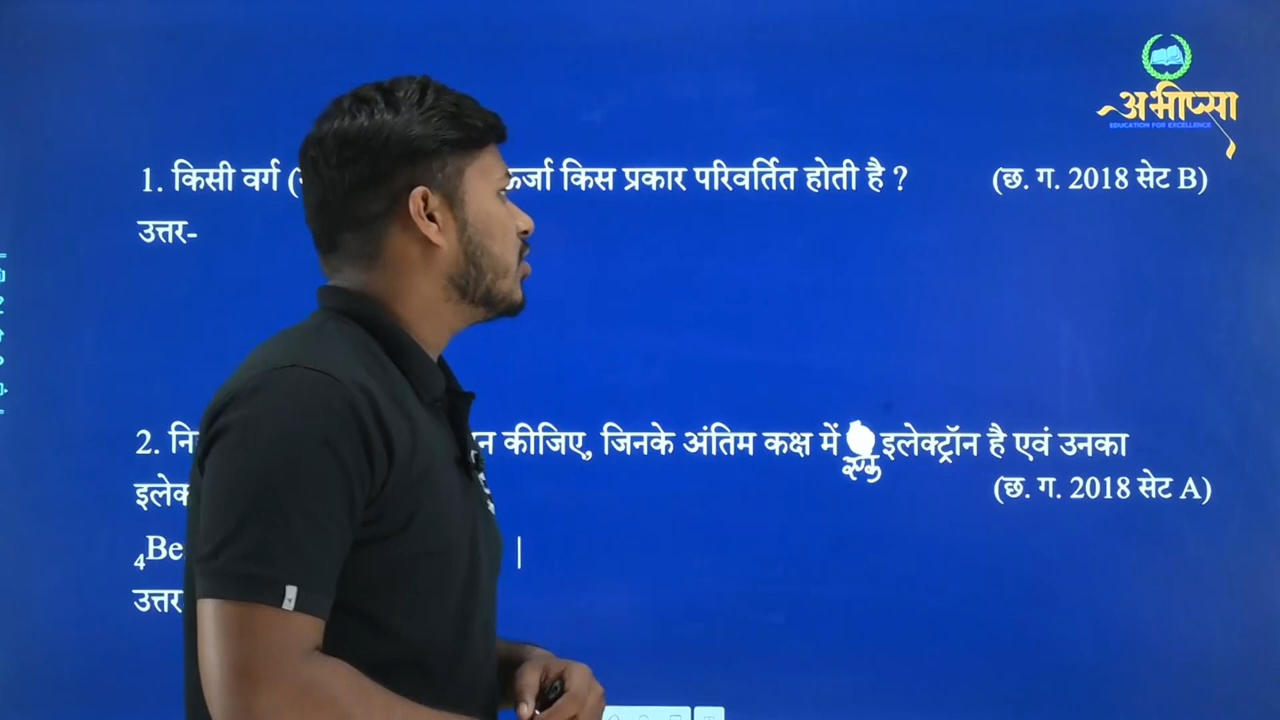 अभीप्सा
EDUCATION FOR EXCELLENCE
1. किसी वर्ग ( ऊर्जा किस प्रकार परिवर्तित होती है ? (छ. ग. 2018 सेट B)
उत्तर-
2. कीजिए, जिनके अंतिम कक्ष में एक इलेक्ट्रॉन है एवं उनका
(छ. ग. 2018 सेट A)
₄Be |
उत्तर